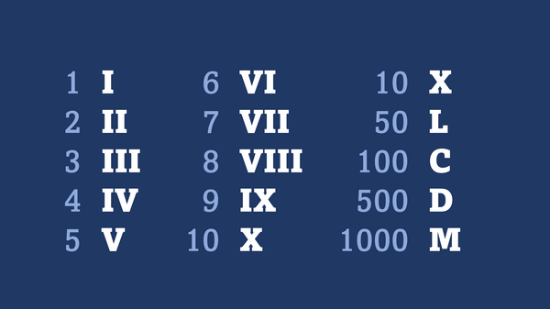 1 I 6 VI 10 X
2 II 7 VII 50 L
3 III 8 VIII 100 C
4 IV 9 IX 500 D
5 V 10 X 1000 M